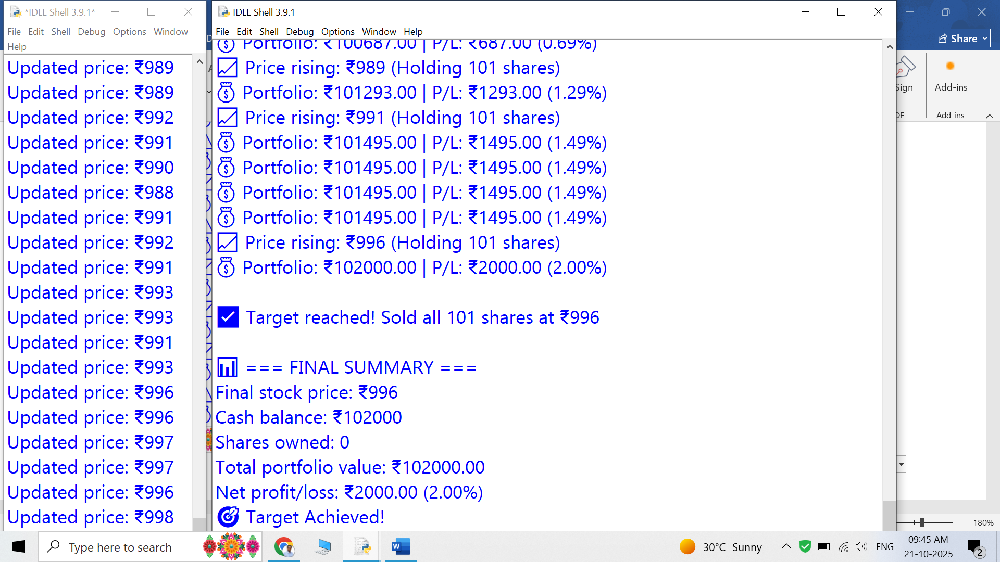 *IDLE Shell 3.9.1*
File Edit Shell Debug Options Window
Help
Updated price: ₹989
Updated price: ₹989
Updated price: ₹992
Updated price: ₹991
Updated price: ₹990
Updated price: ₹988
Updated price: ₹991
Updated price: ₹992
Updated price: ₹991
Updated price: ₹993
Updated price: ₹993
Updated price: ₹991
Updated price: ₹993
Updated price: ₹996
Updated price: ₹996
Updated price: ₹997
Updated price: ₹997
Updated price: ₹996
Updated price: ₹998
IDLE Shell 3.9.1
File Edit Shell Debug Options Window Help
Portfolio: ₹100687.00 | P/L: ₹687.00 (0.69%)
Price rising: ₹989 (Holding 101 shares)
Portfolio: ₹101293.00 | P/L: ₹1293.00 (1.29%)
Price rising: ₹991 (Holding 101 shares)
Portfolio: ₹101495.00 | P/L: ₹1495.00 (1.49%)
Portfolio: ₹101495.00 | P/L: ₹1495.00 (1.49%)
Portfolio: ₹101495.00 | P/L: ₹1495.00 (1.49%)
Portfolio: ₹101495.00 | P/L: ₹1495.00 (1.49%)
Price rising: ₹996 (Holding 101 shares)
Portfolio: ₹102000.00 | P/L: ₹2000.00 (2.00%)
Target reached! Sold all 101 shares at ₹996
=== FINAL SUMMARY ===
Final stock price: ₹996
Cash balance: ₹102000
Shares owned: 0
Total portfolio value: ₹102000.00
Net profit/loss: ₹2000.00 (2.00%)
Target Achieved!
Share
Sign
Add-ins
DF
Add-ins
180%
Type here to search
30°C Sunny
ENG
09:45 AM
21-10-2025
2